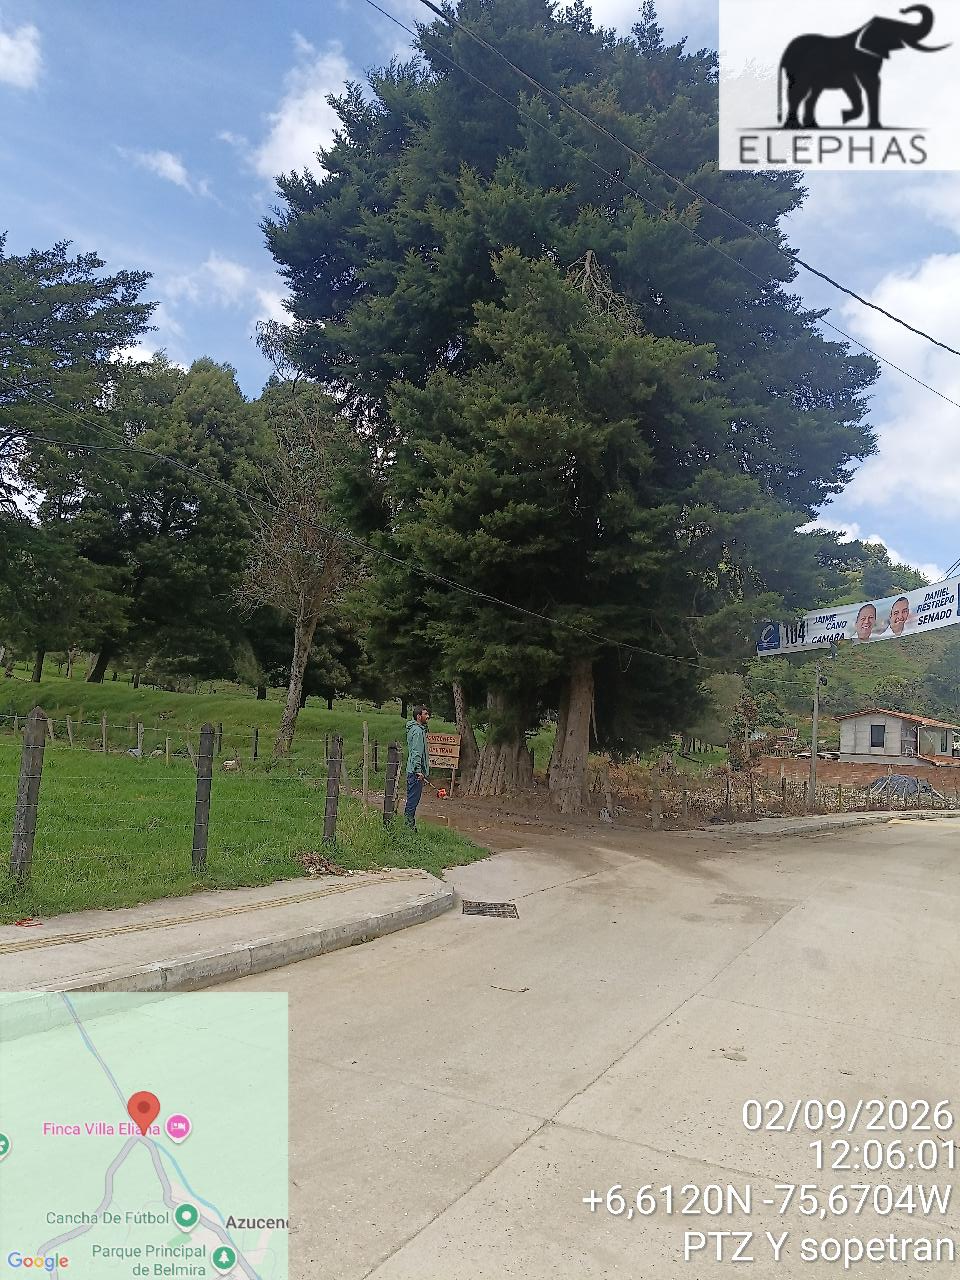 ELEPHAS
104
JAIME
CANO
CÁMARA
DANIEL
RESTREPO
SENADO
Finca Villa Eliana
Cancha De Fútbol
Azucen
Parque Principal
de Belmira
Google
02/09/2026
12:06:01
+6,6120N -75,6704W
PTZ Y sopetran